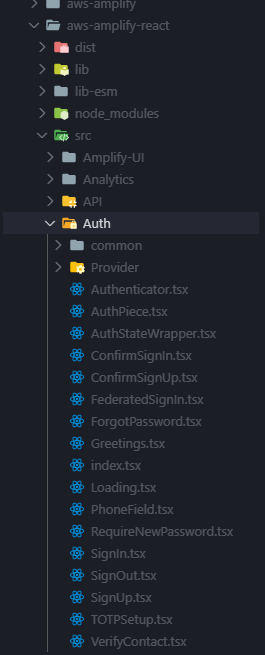 aws-amplify
aws-amplify-react
dist
lib
lib-esm
node_modules
src
Amplify-UI
Analytics
API
Auth
common
Provider
Authenticator.tsx
AuthPiece.tsx
AuthStateWrapper.tsx
ConfirmSignIn.tsx
ConfirmSignUp.tsx
FederatedSignIn.tsx
ForgotPassword.tsx
Greetings.tsx
index.tsx
Loading.tsx
PhoneField.tsx
RequireNewPassword.tsx
SignIn.tsx
SignOut.tsx
SignUp.tsx
TOTPSetup.tsx
VerifyContact.tsx